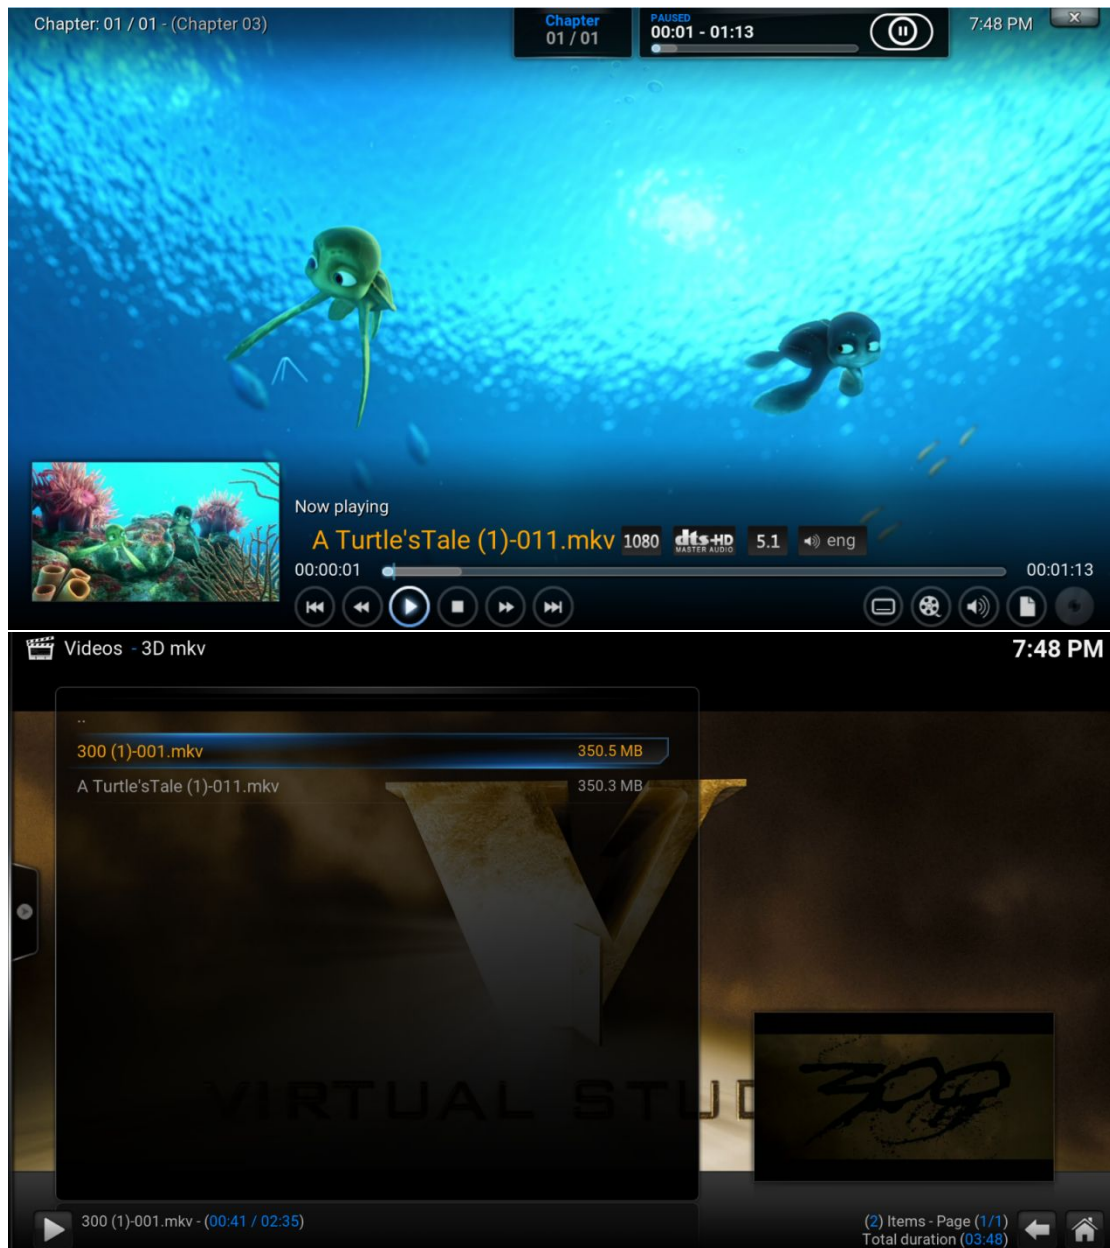 Chapter: 01 / 01 - (Chapter 03)
Chapter
01 / 01
PAUSED
00:01 - 01:13
7:48 PM
Now playing
A Turtle'sTale (1)-011.mkv 1080 dts-HD MASTER AUDIO 5.1 eng
00:00:01
00:01:13
Videos - 3D mkv
7:48 PM
..
300 (1)-001.mkv 350.5 MB
A Turtle'sTale (1)-011.mkv 350.3 MB
VIRTUAL STUD
300
300 (1)-001.mkv - (00:41 / 02:35)
(2) Items - Page (1/1)
Total duration (03:48)